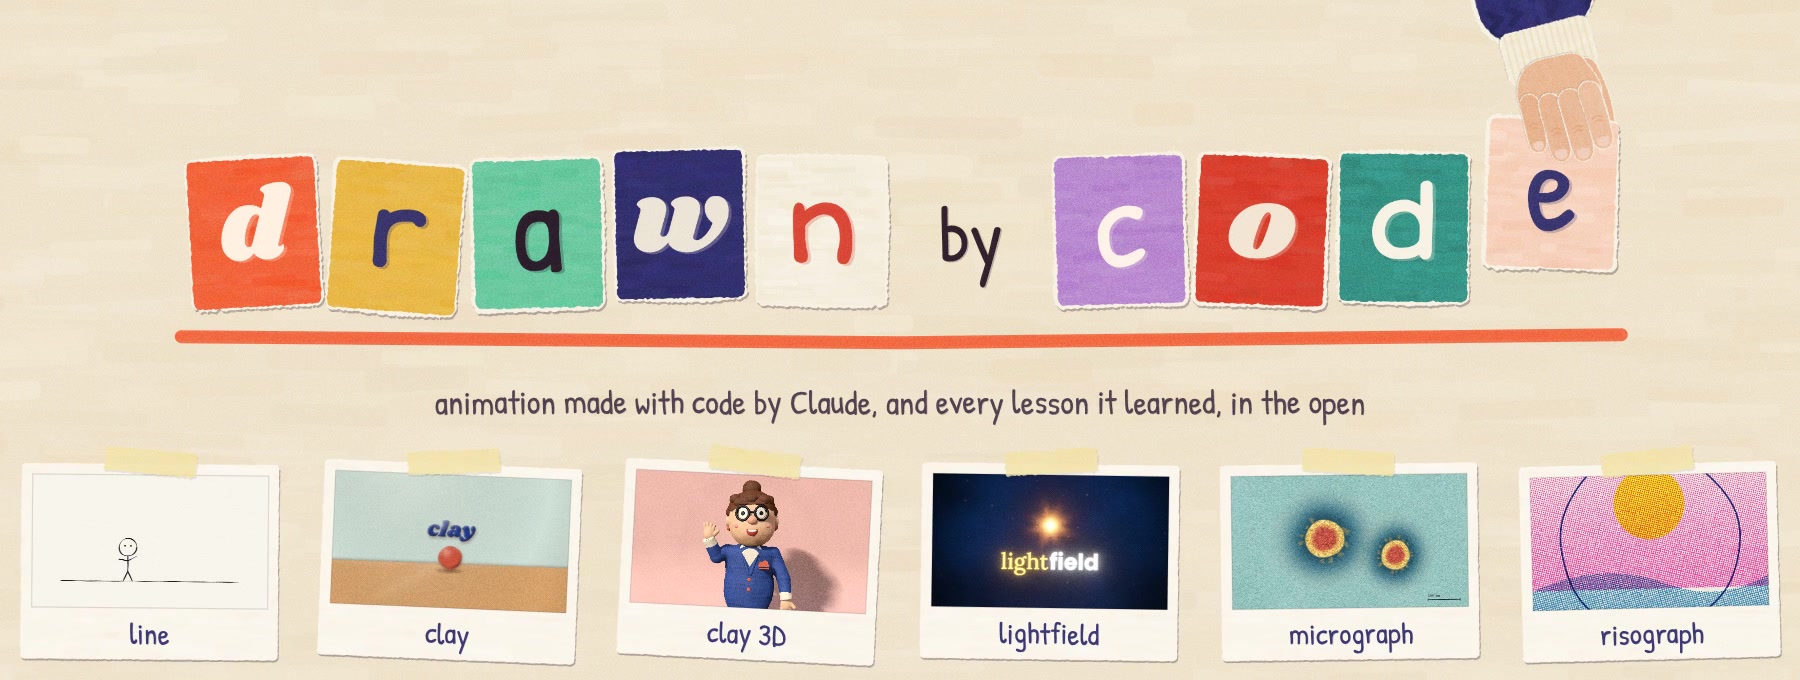 drawn by code
animation made with code by Claude, and every lesson it learned, in the open
clay
lightfield
line
clay
clay 3D
lightfield
micrograph
risograph